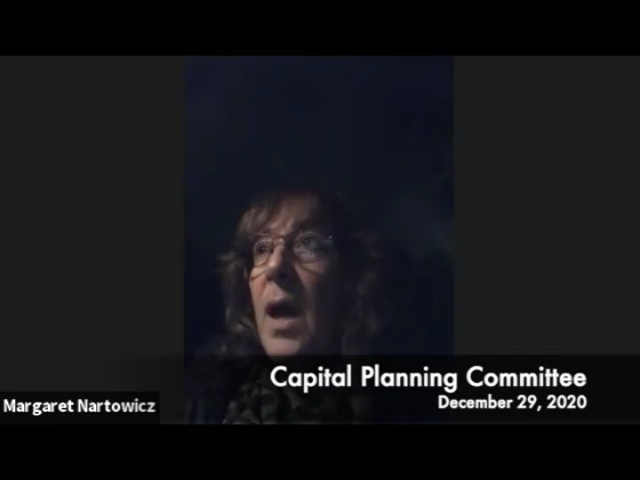 Capital Planning Committee
December 29, 2020
Margaret Nartowicz